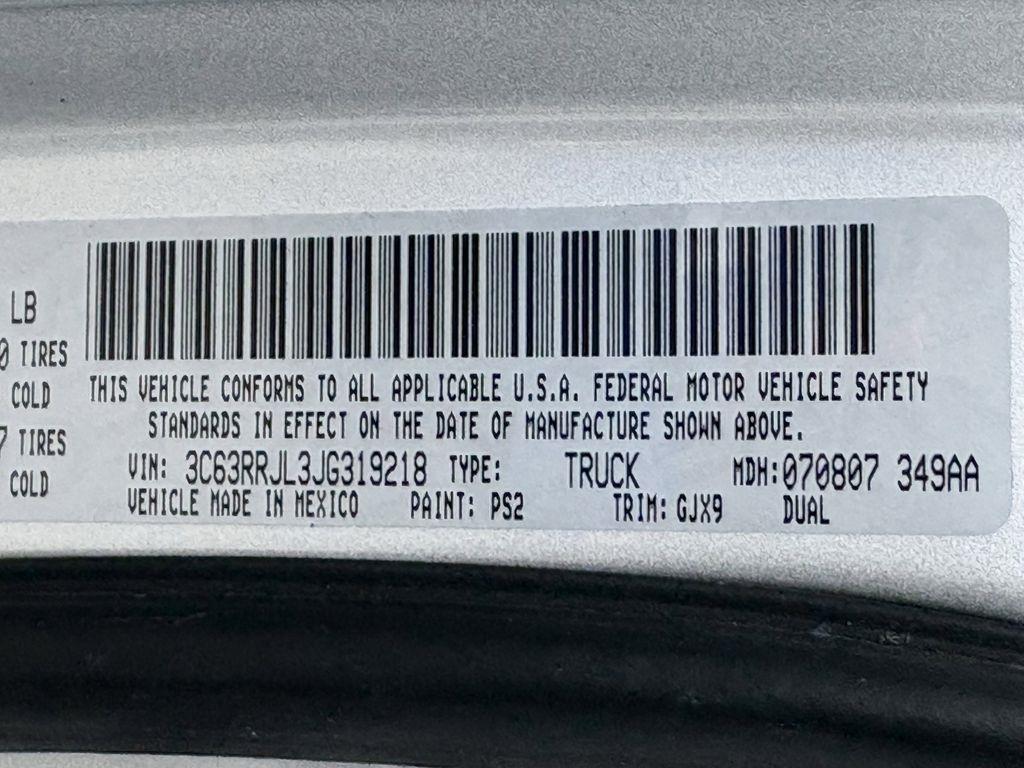 LB
TIRES
COLD
TIRES
COLD
THIS VEHICLE CONFORMS TO ALL APPLICABLE U.S.A. FEDERAL MOTOR VEHICLE SAFETY
STANDARDS IN EFFECT ON THE DATE OF MANUFACTURE SHOWN ABOVE.
VIN: 3C63RRJL3JG319218 TYPE: TRUCK MDH:070807 349AA
VEHICLE MADE IN MEXICO PAINT: PS2 TRIM: GJX9 DUAL